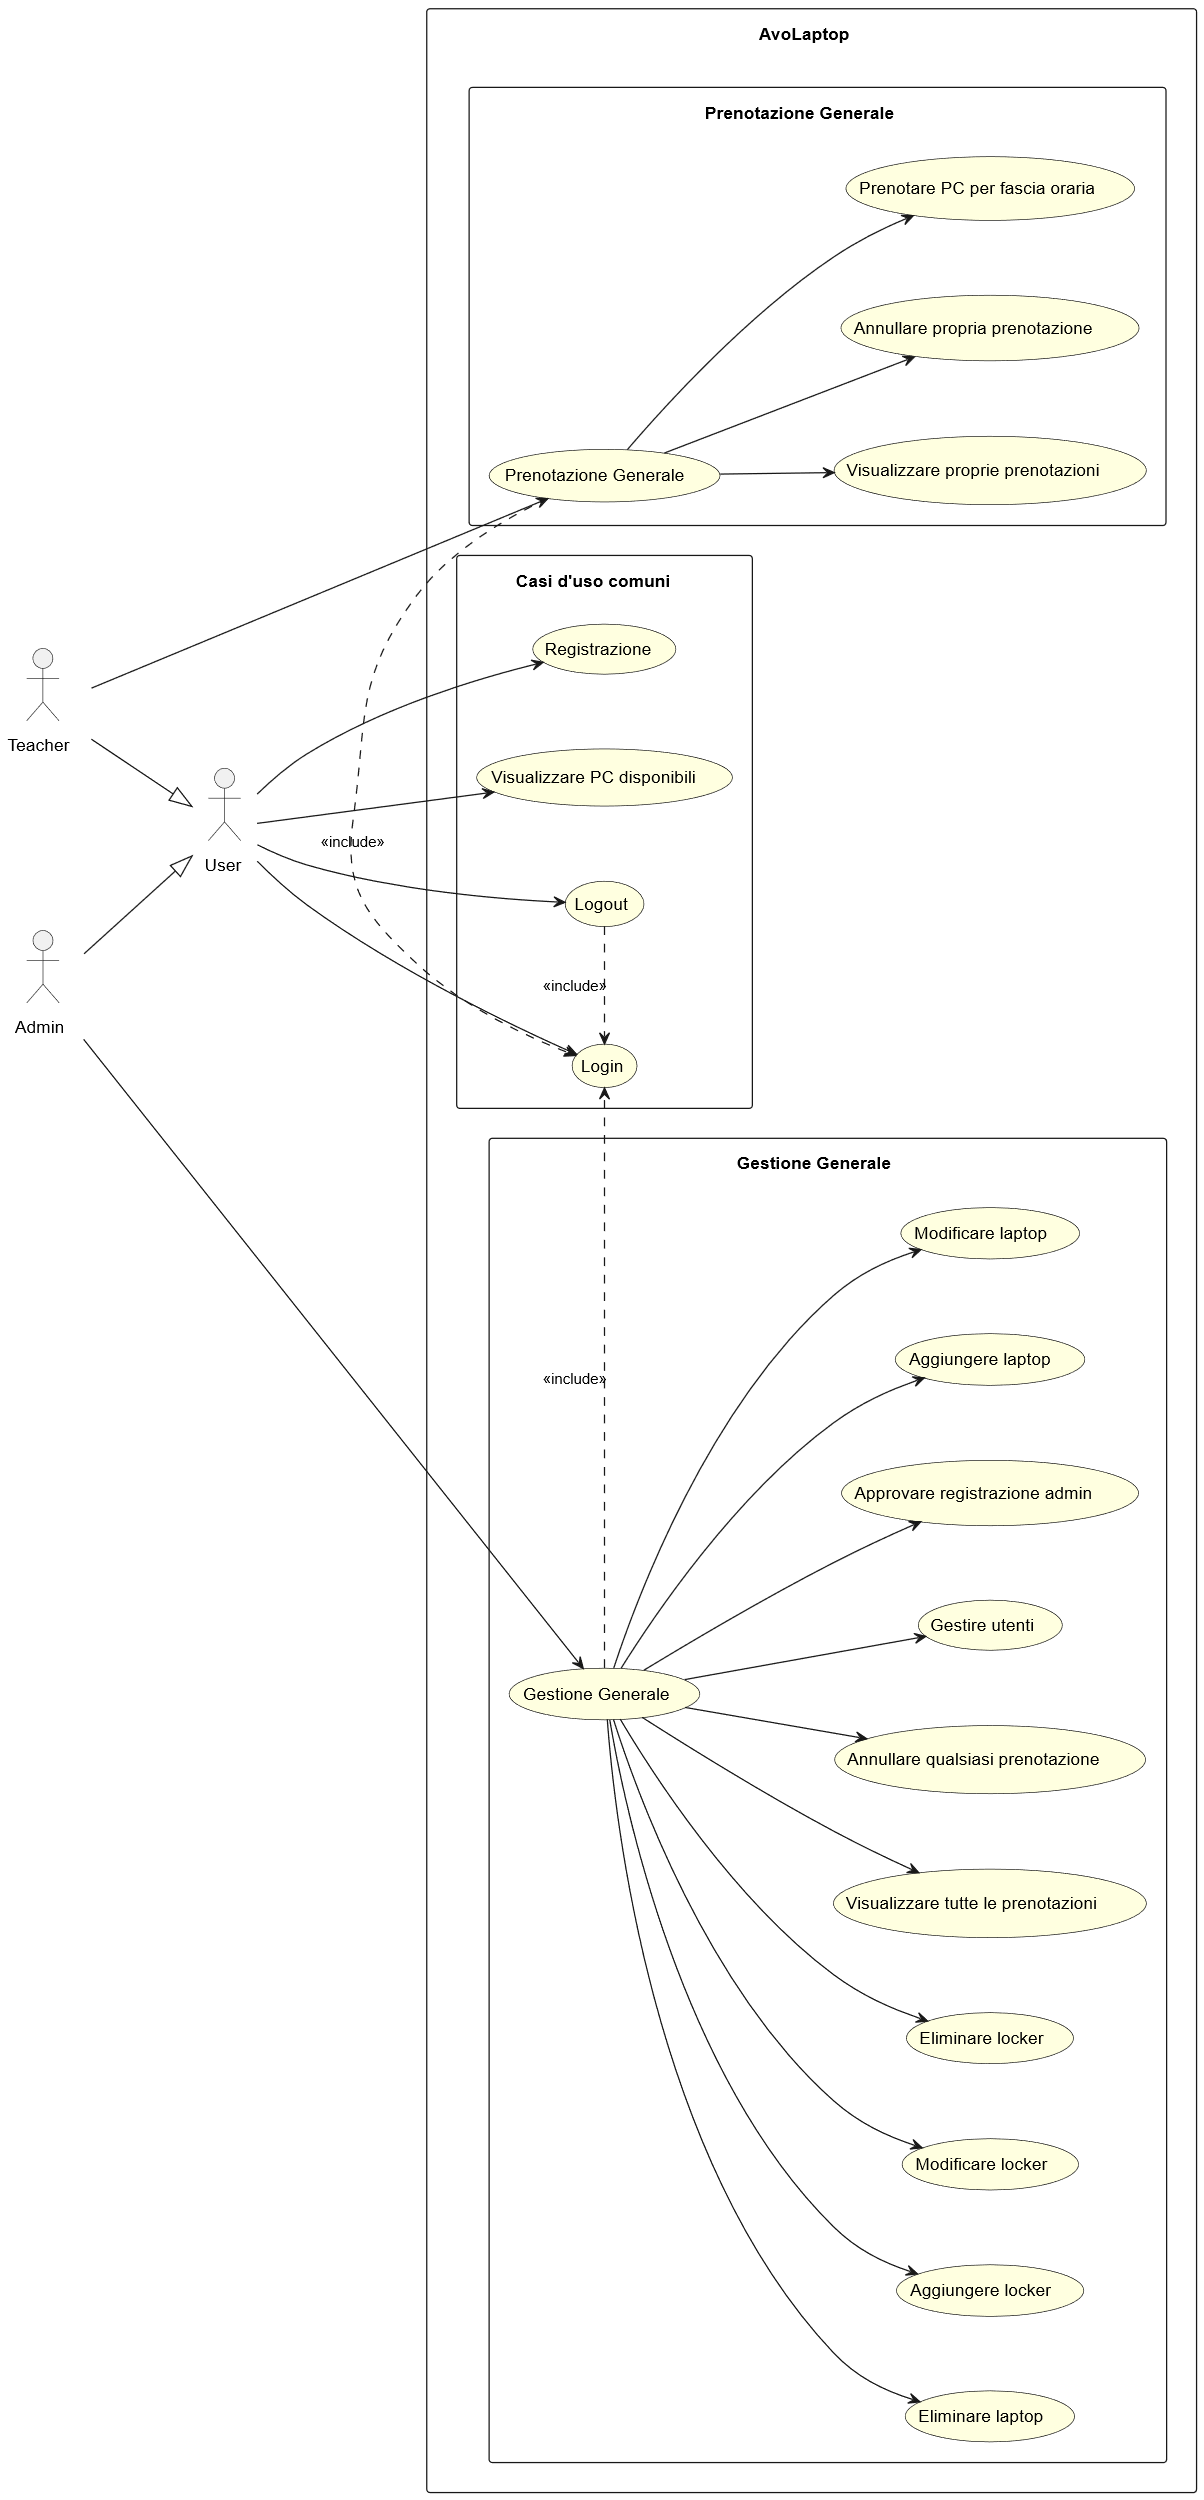 AvoLaptop
Prenotazione Generale
Prenotare PC per fascia oraria
Annullare propria prenotazione
Prenotazione Generale
Visualizzare proprie prenotazioni
Casi d'uso comuni
Registrazione
Teacher
Visualizzare PC disponibili
User
«include»
Logout
«include»
Admin
Login
Gestione Generale
Modificare laptop
Aggiungere laptop
«include»
Approvare registrazione admin
Gestire utenti
Gestione Generale
Annullare qualsiasi prenotazione
Visualizzare tutte le prenotazioni
Eliminare locker
Modificare locker
Aggiungere locker
Eliminare laptop